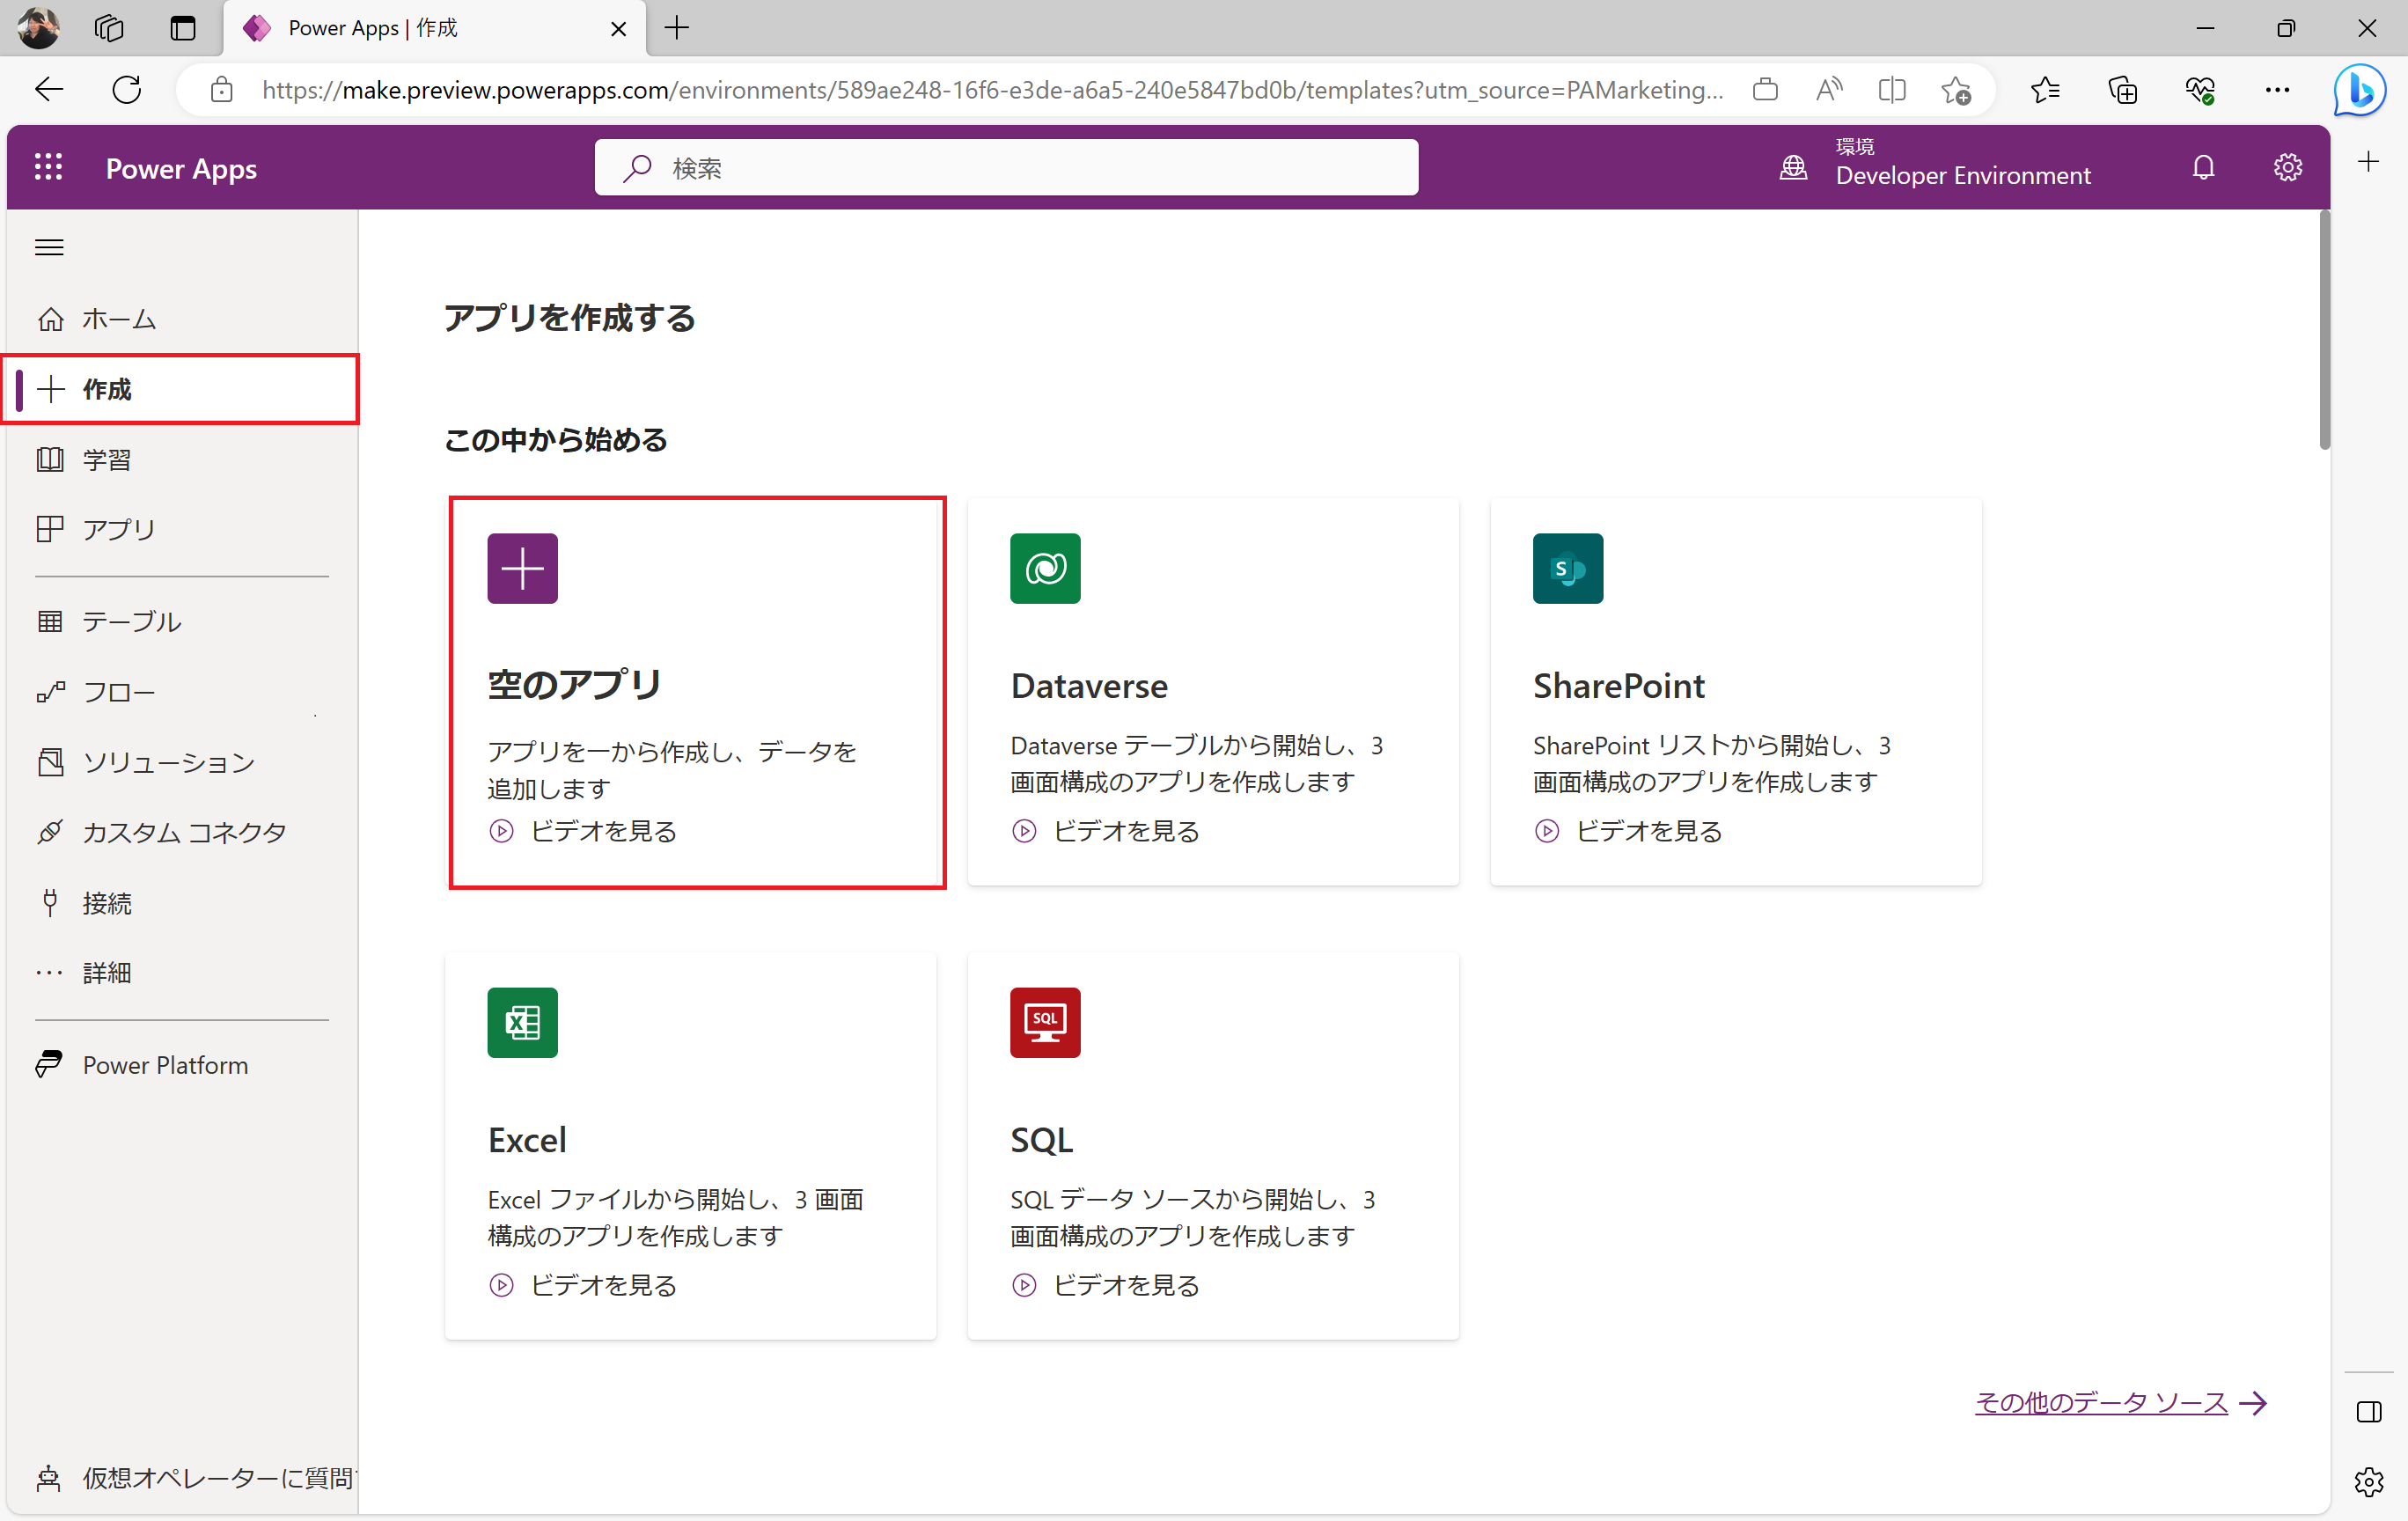 Power Apps | 作成
https://make.preview.powerapps.com/environments/589ae248-16f6-e3de-a6a5-240e5847bd0b/templates?utm_source=PAMarketing...
Power Apps
検索
環境
Developer Environment
ホーム
作成
学習
アプリ
テーブル
フロー
ソリューション
カスタム コネクタ
接続
詳細
Power Platform
仮想オペレーターに質問
アプリを作成する
この中から始める
空のアプリ
アプリを一から作成し、データを
追加します
ビデオを見る
Dataverse
Dataverse テーブルから開始し、3
画面構成のアプリを作成します
ビデオを見る
S
SharePoint
SharePoint リストから開始し、3
画面構成のアプリを作成します
ビデオを見る
X
Excel
Excel ファイルから開始し、3 画面
構成のアプリを作成します
ビデオを見る
SQL
SQL
SQL データ ソースから開始し、3
画面構成のアプリを作成します
ビデオを見る
その他のデータ ソース